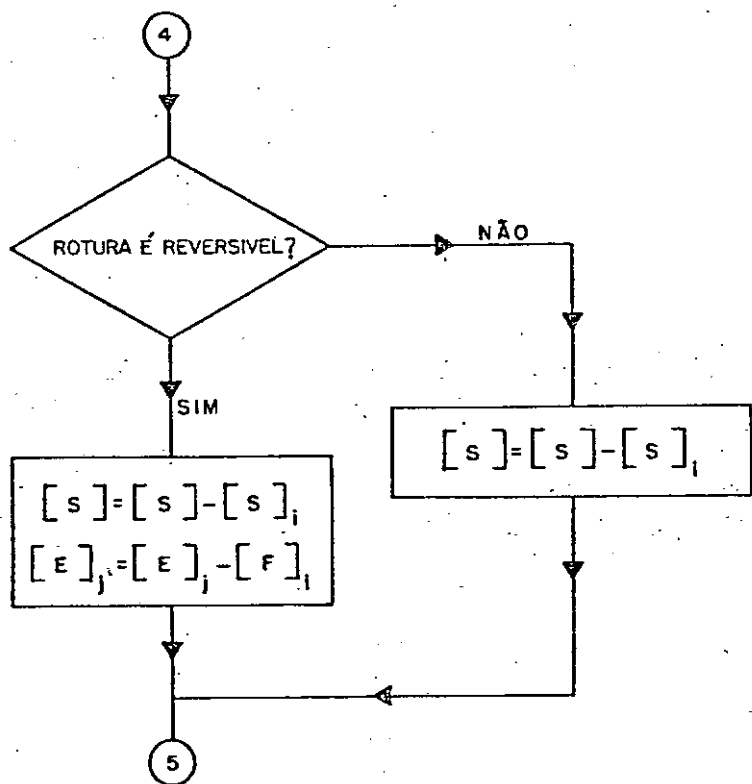 4
ROTURA É REVERSIVEL?
NÃO
SIM
[S]=[S]-[S]i
[E]j=[E]j-[F]i
[S]=[S]-[S]i
5